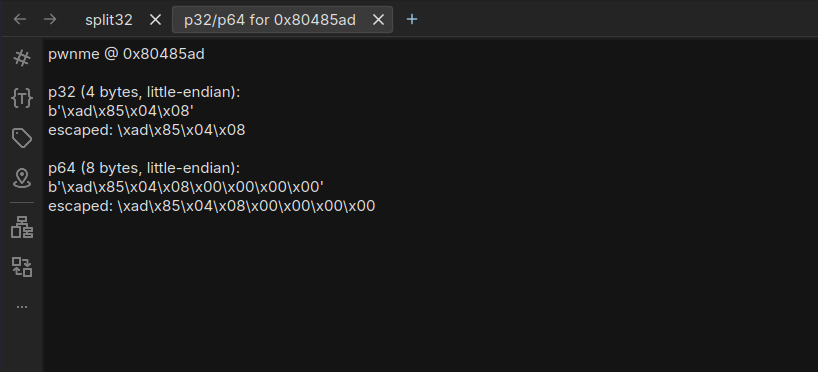 split32
p32/p64 for 0x80485ad
pwnme @ 0x80485ad
p32 (4 bytes, little-endian):
b'\xad\x85\x04\x08'
escaped: \xad\x85\x04\x08
p64 (8 bytes, little-endian):
b'\xad\x85\x04\x08\x00\x00\x00\x00'
escaped: \xad\x85\x04\x08\x00\x00\x00\x00